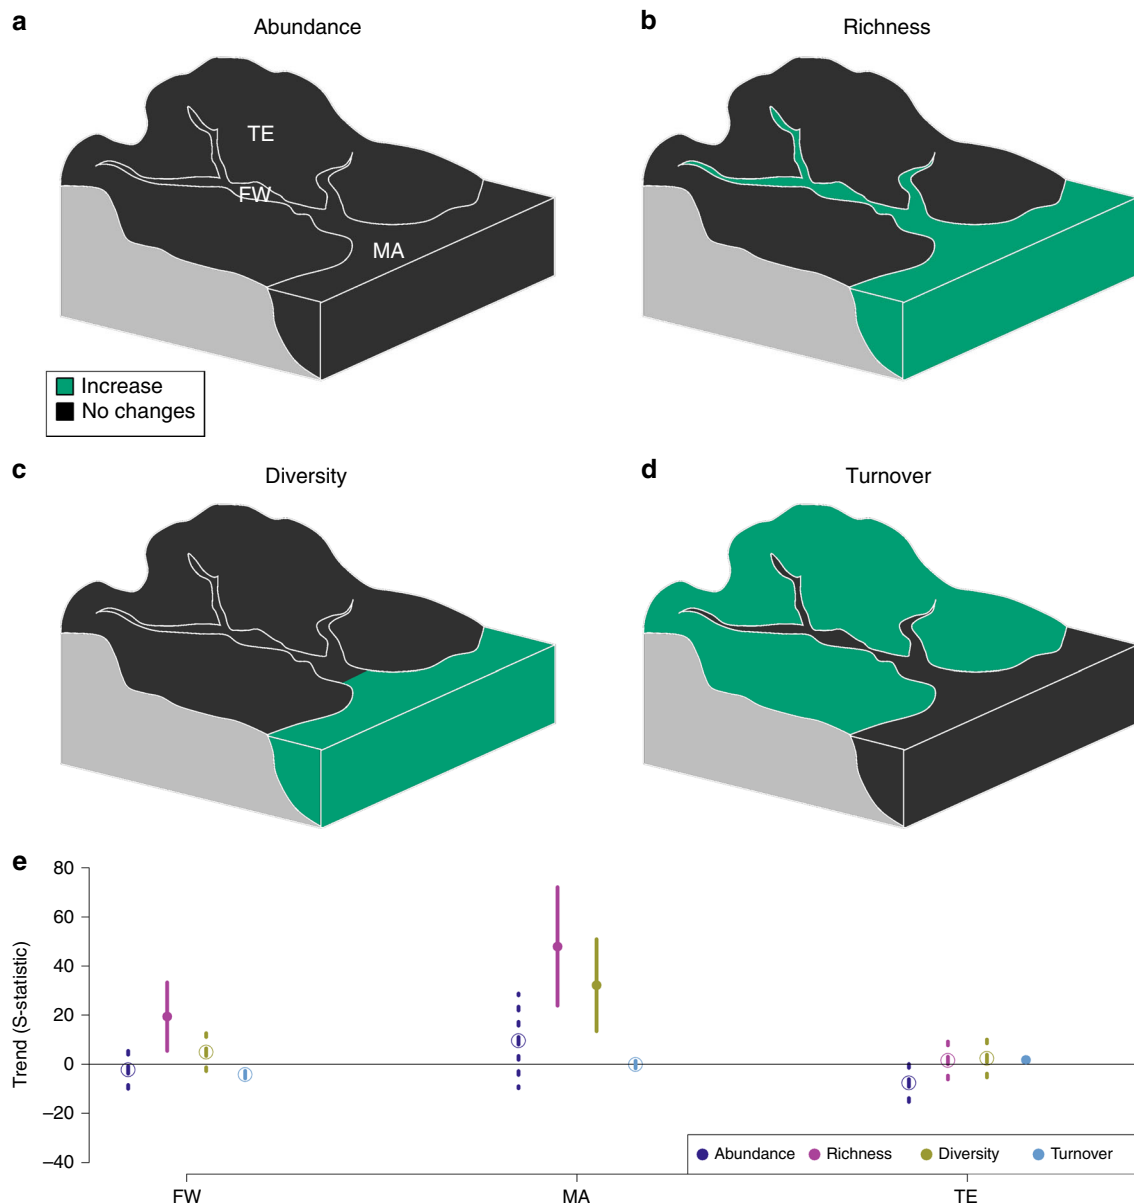 a
Abundance
b
Richness
TE
FW
MA
Increase
No changes
c
Diversity
d
Turnover
e
80
60
40
20
0
–20
–40
Trend (S-statistic)
Abundance Richness Diversity Turnover
FW MA TE